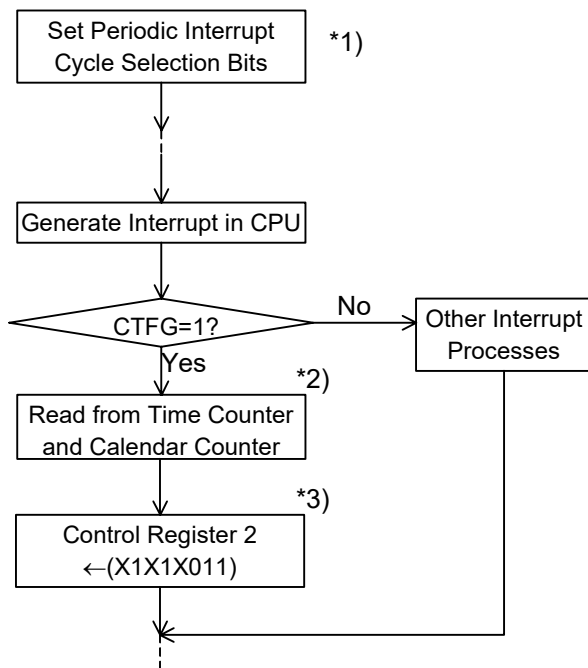 Set Periodic Interrupt
Cycle Selection Bits
*1)
Generate Interrupt in CPU
CTFG=1?
No
Other Interrupt
Processes
Yes
*2)
Read from Time Counter
and Calendar Counter
*3)
Control Register 2
←(X1X1X011)